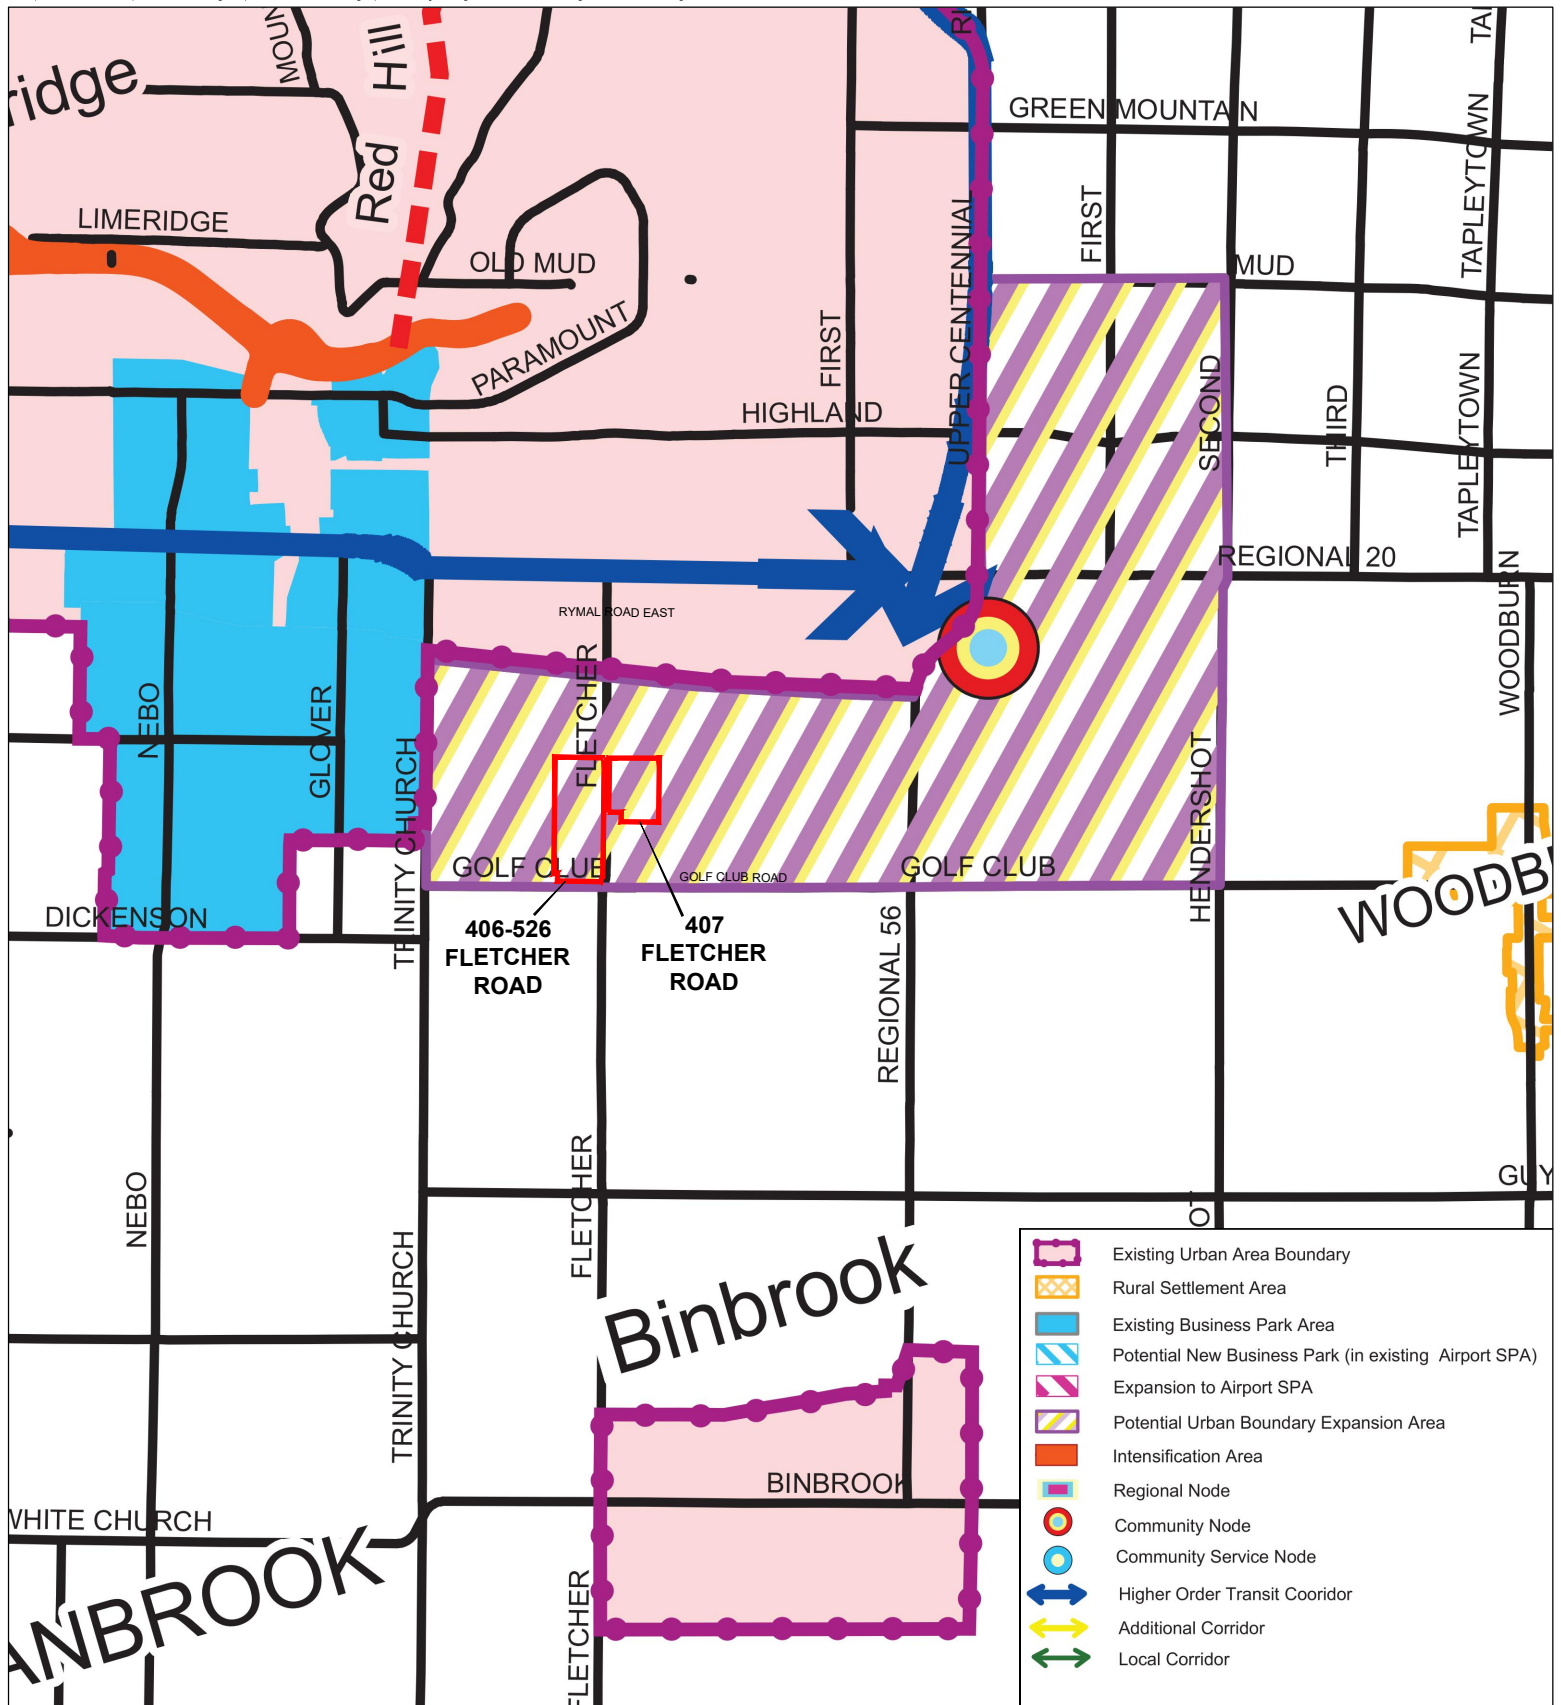 MOUN
Hill
RI
TAI
ridge
GREEN MOUNTAIN
TAPLEYTOWN
Red
LIMERIDGE
OLD MUD
FIRST
UPPER CENTENNIAL
MUD
PARAMOUNT
FIRST
HIGHLAND
SECOND
THIRD
TAPLEYTOWN
REGIONAL 20
RYMAL ROAD EAST
WOODBURN
FLETCHER
NEBO
GLOVER
TRINITY CHURCH
HENDERSHOT
GOLF CLUB
GOLF CLUB ROAD
GOLF CLUB
WOODB
DICKENSON
406-526
FLETCHER
ROAD
407
FLETCHER
ROAD
REGIONAL 56
NEBO
FLETCHER
GUY
OT
TRINITY CHURCH
Binbrook
BINBROOK
WHITE CHURCH
ANBROOK
FLETCHER
Existing Urban Area Boundary
Rural Settlement Area
Existing Business Park Area
Potential New Business Park (in existing Airport SPA)
Expansion to Airport SPA
Potential Urban Boundary Expansion Area
Intensification Area
Regional Node
Community Node
Community Service Node
Higher Order Transit Cooridor
Additional Corridor
Local Corridor